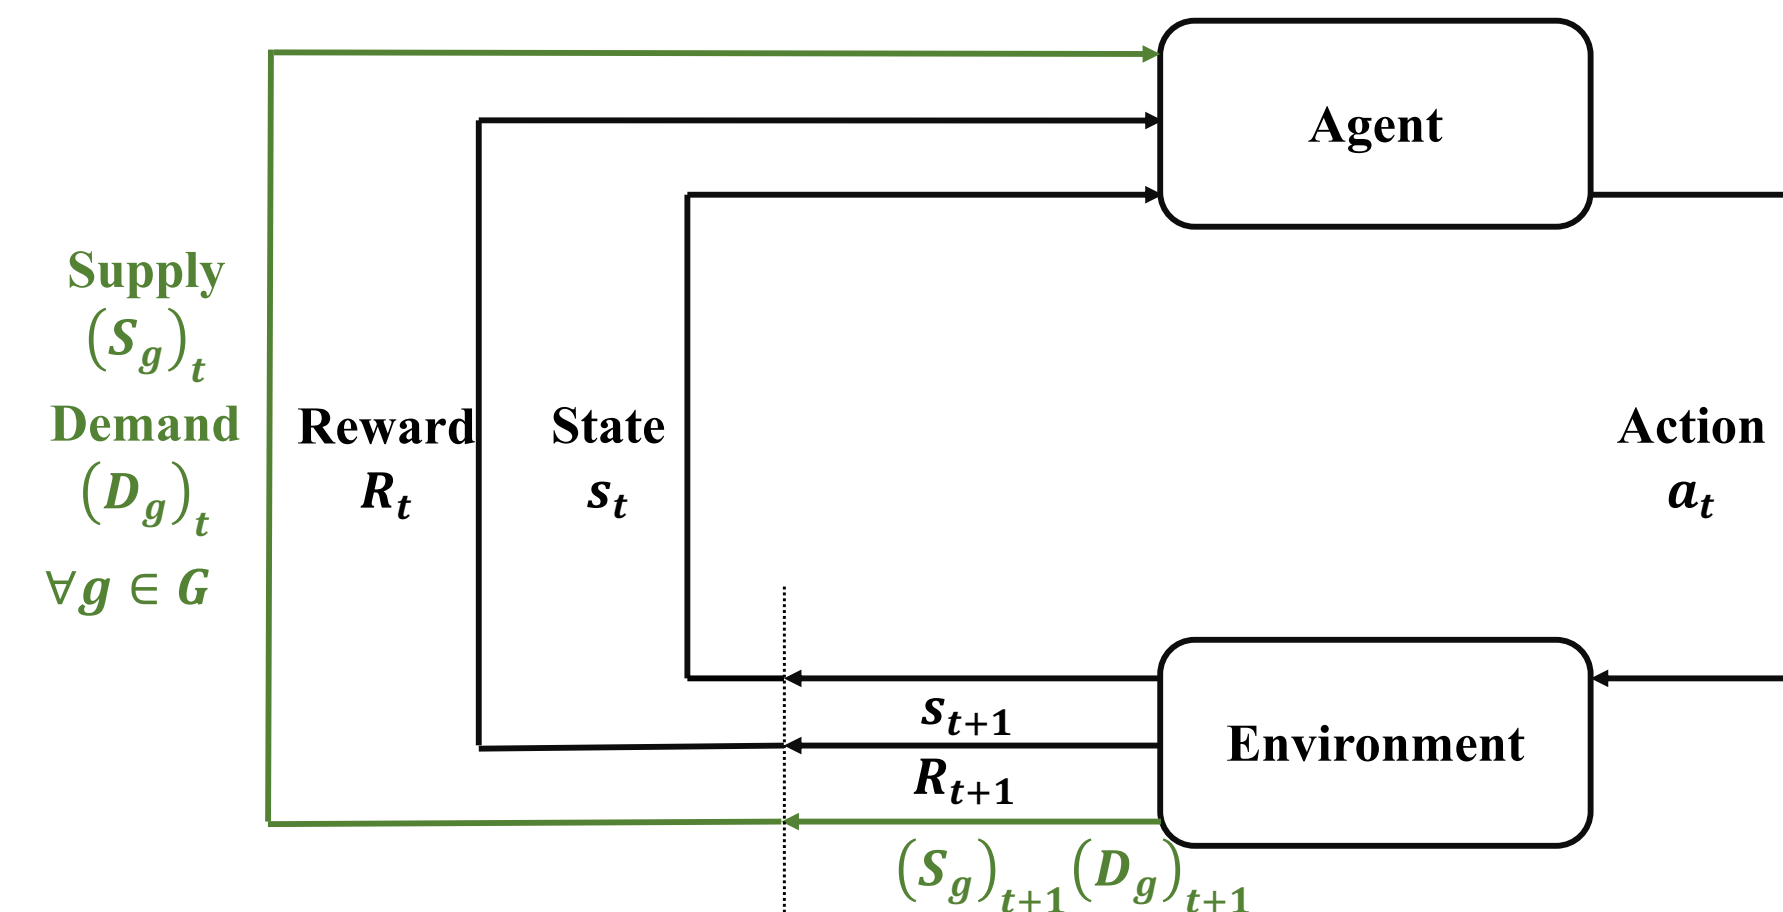 Agent
Supply
(S_g)_t
Demand
(D_g)_t
∀g ∈ G
Reward
R_t
State
s_t
Action
a_t
s_{t+1}
Environment
R_{t+1}
(S_g)_{t+1} (D_g)_{t+1}